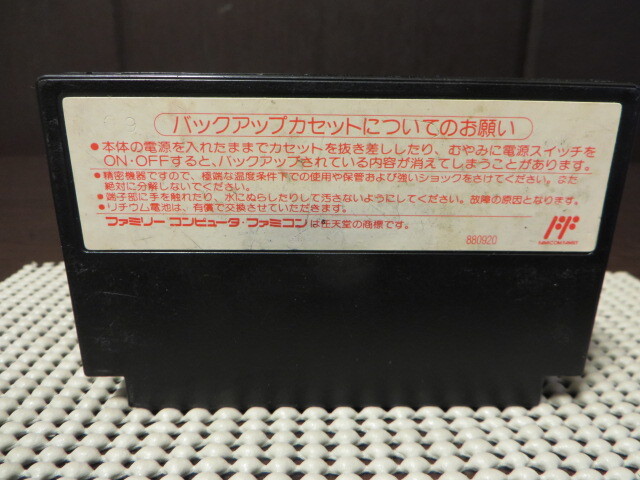 バックアップカセットについてのお願い
●本体の電源を入れたままでカセットを抜き差ししたり、むやみに電源スイッチを
ON・OFFすると、バックアップされている内容が消えてしまうことがあります。
●精密機器ですので、極端な温度条件下での使用や保管および強いショックをさけてください。また
絶対に分解しないでください。
●端子部に手を触れたり、水にぬらしたりして汚さないようにしてください。故障の原因となります。
●リチウム電池は、有償で交換させていただきます。
ファミリー コンピュータ・ファミコンは任天堂の商標です。
880920